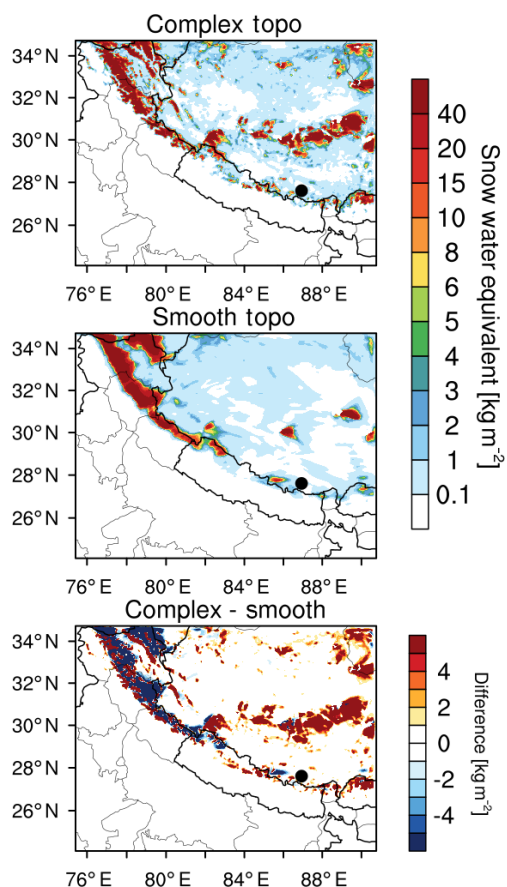 Complex topo
34° N
32° N
30° N
28° N
26° N
76° E
80° E
84° E
88° E
40
20
15
10
8
6
5
4
3
2
1
0.1
Snow water equivalent [kg m⁻²]
Smooth topo
34° N
32° N
30° N
28° N
26° N
76° E
80° E
84° E
88° E
Complex - smooth
34° N
32° N
30° N
28° N
26° N
76° E
80° E
84° E
88° E
4
2
0
-2
-4
Difference [kg m⁻²]